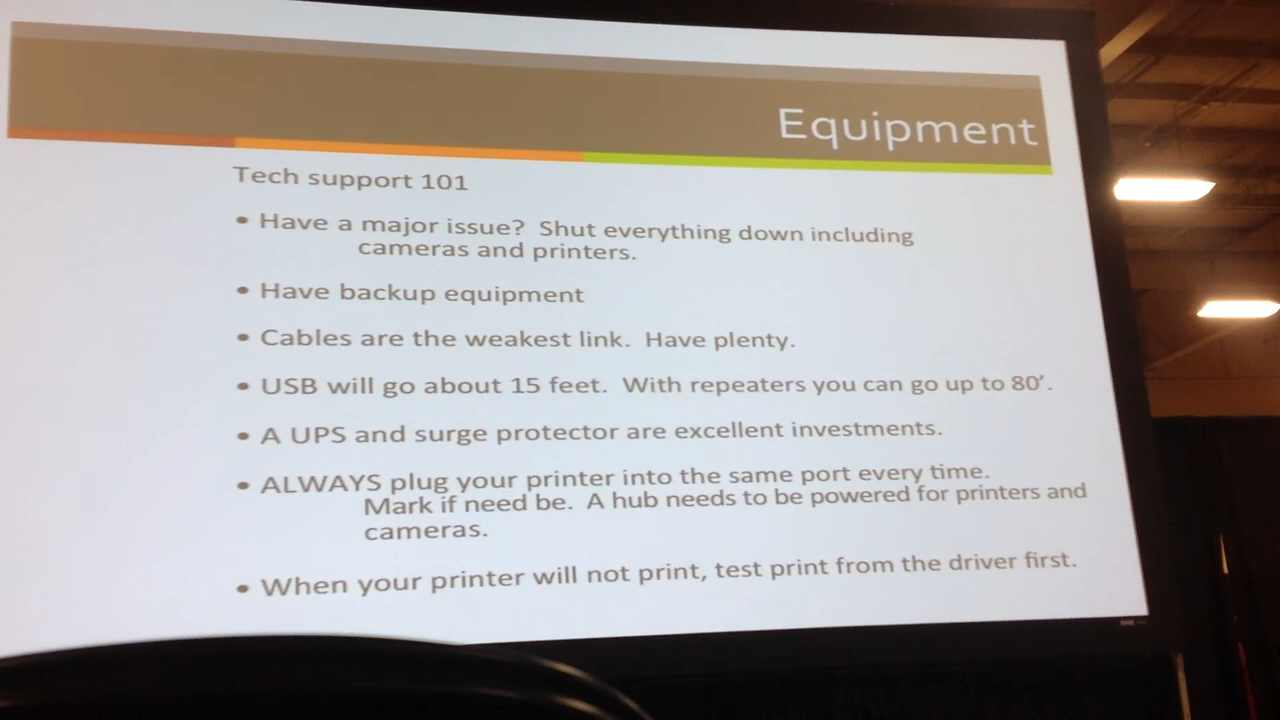 Equipment
Tech support 101
• Have a major issue? Shut everything down including
cameras and printers.
• Have backup equipment
• Cables are the weakest link. Have plenty.
• USB will go about 15 feet. With repeaters you can go up to 80’.
• A UPS and surge protector are excellent investments.
• ALWAYS plug your printer into the same port every time.
Mark if need be. A hub needs to be powered for printers and
cameras.
• When your printer will not print, test print from the driver first.